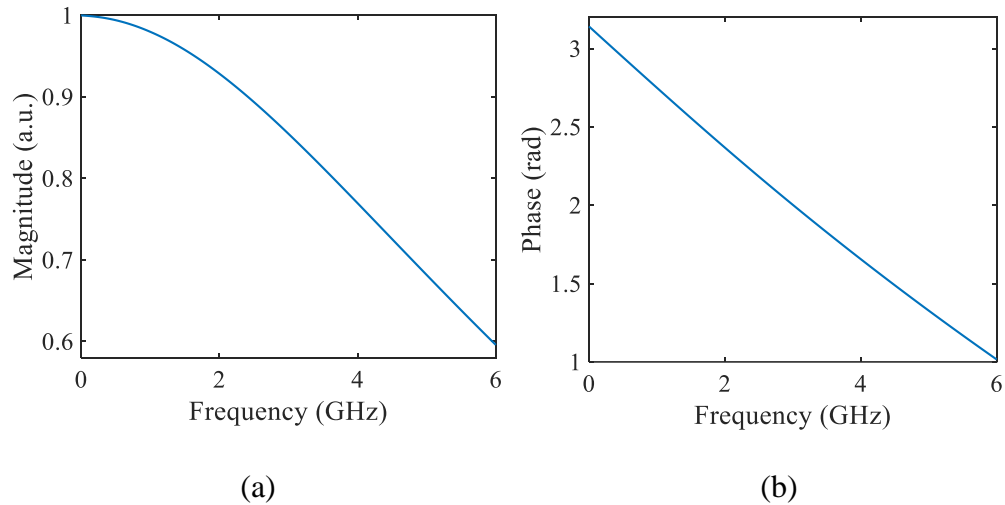 1
0.9
0.8
0.7
0.6
Magnitude (a.u.)
0 2 4 6
Frequency (GHz)
(a)
3
2.5
2
1.5
1
Phase (rad)
0 2 4 6
Frequency (GHz)
(b)